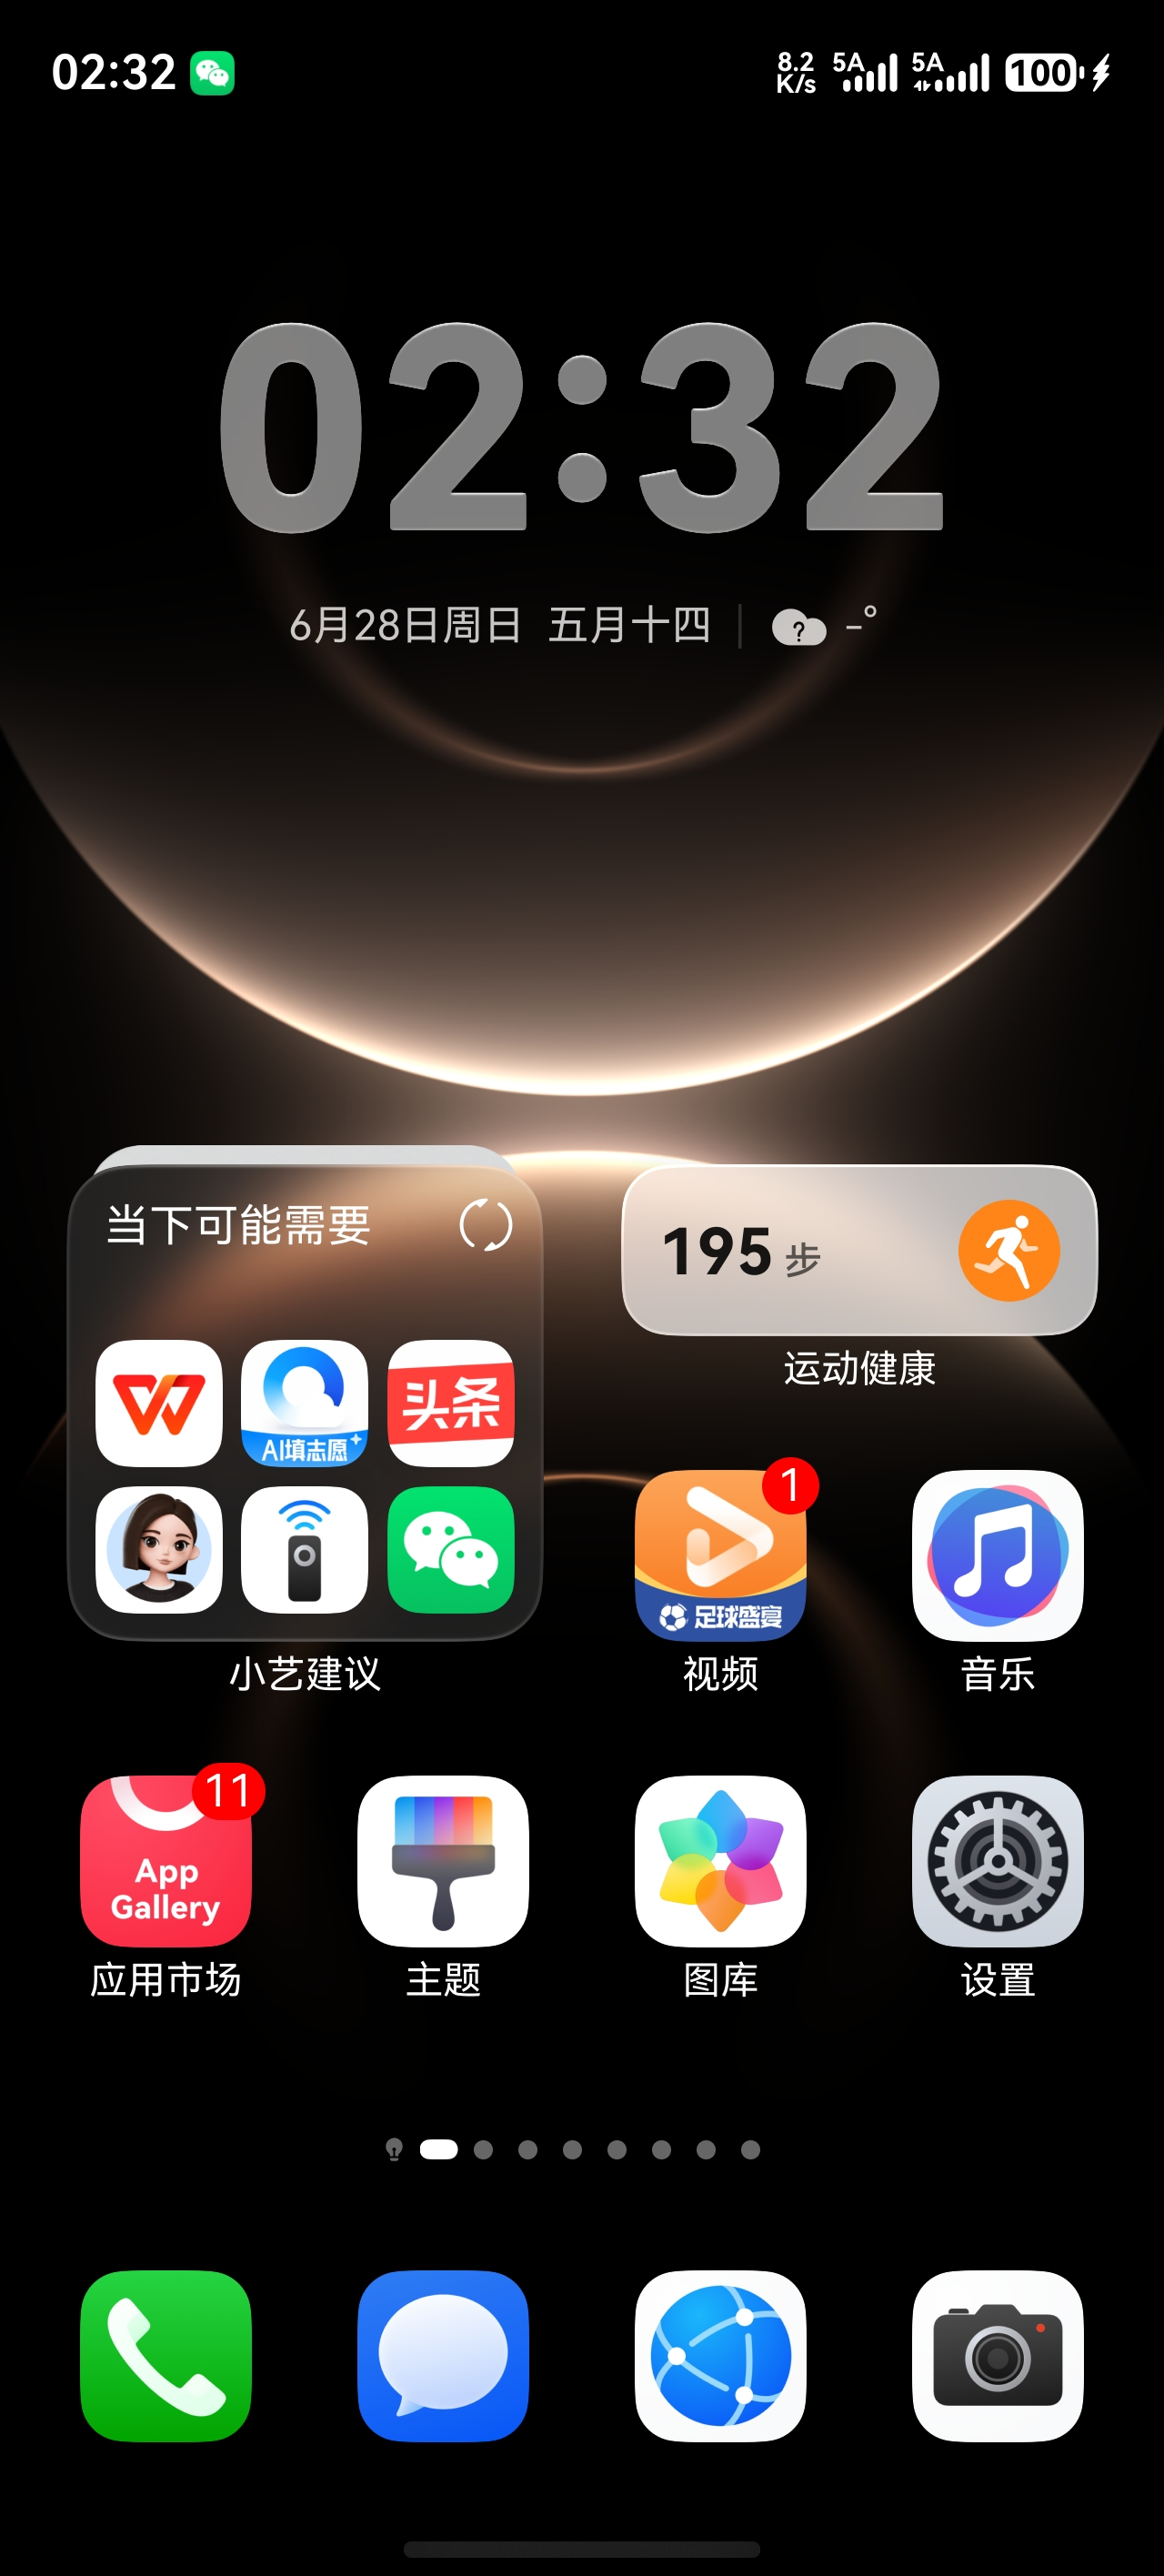 02:32
8.2 K/s 5A 5A 100
02:32
6月28日周日 五月十四 -°
当下可能需要
195 步
运动健康
AI填志愿
头条
1
足球盛宴
小艺建议
视频
音乐
11
App
Gallery
应用市场
主题
图库
设置